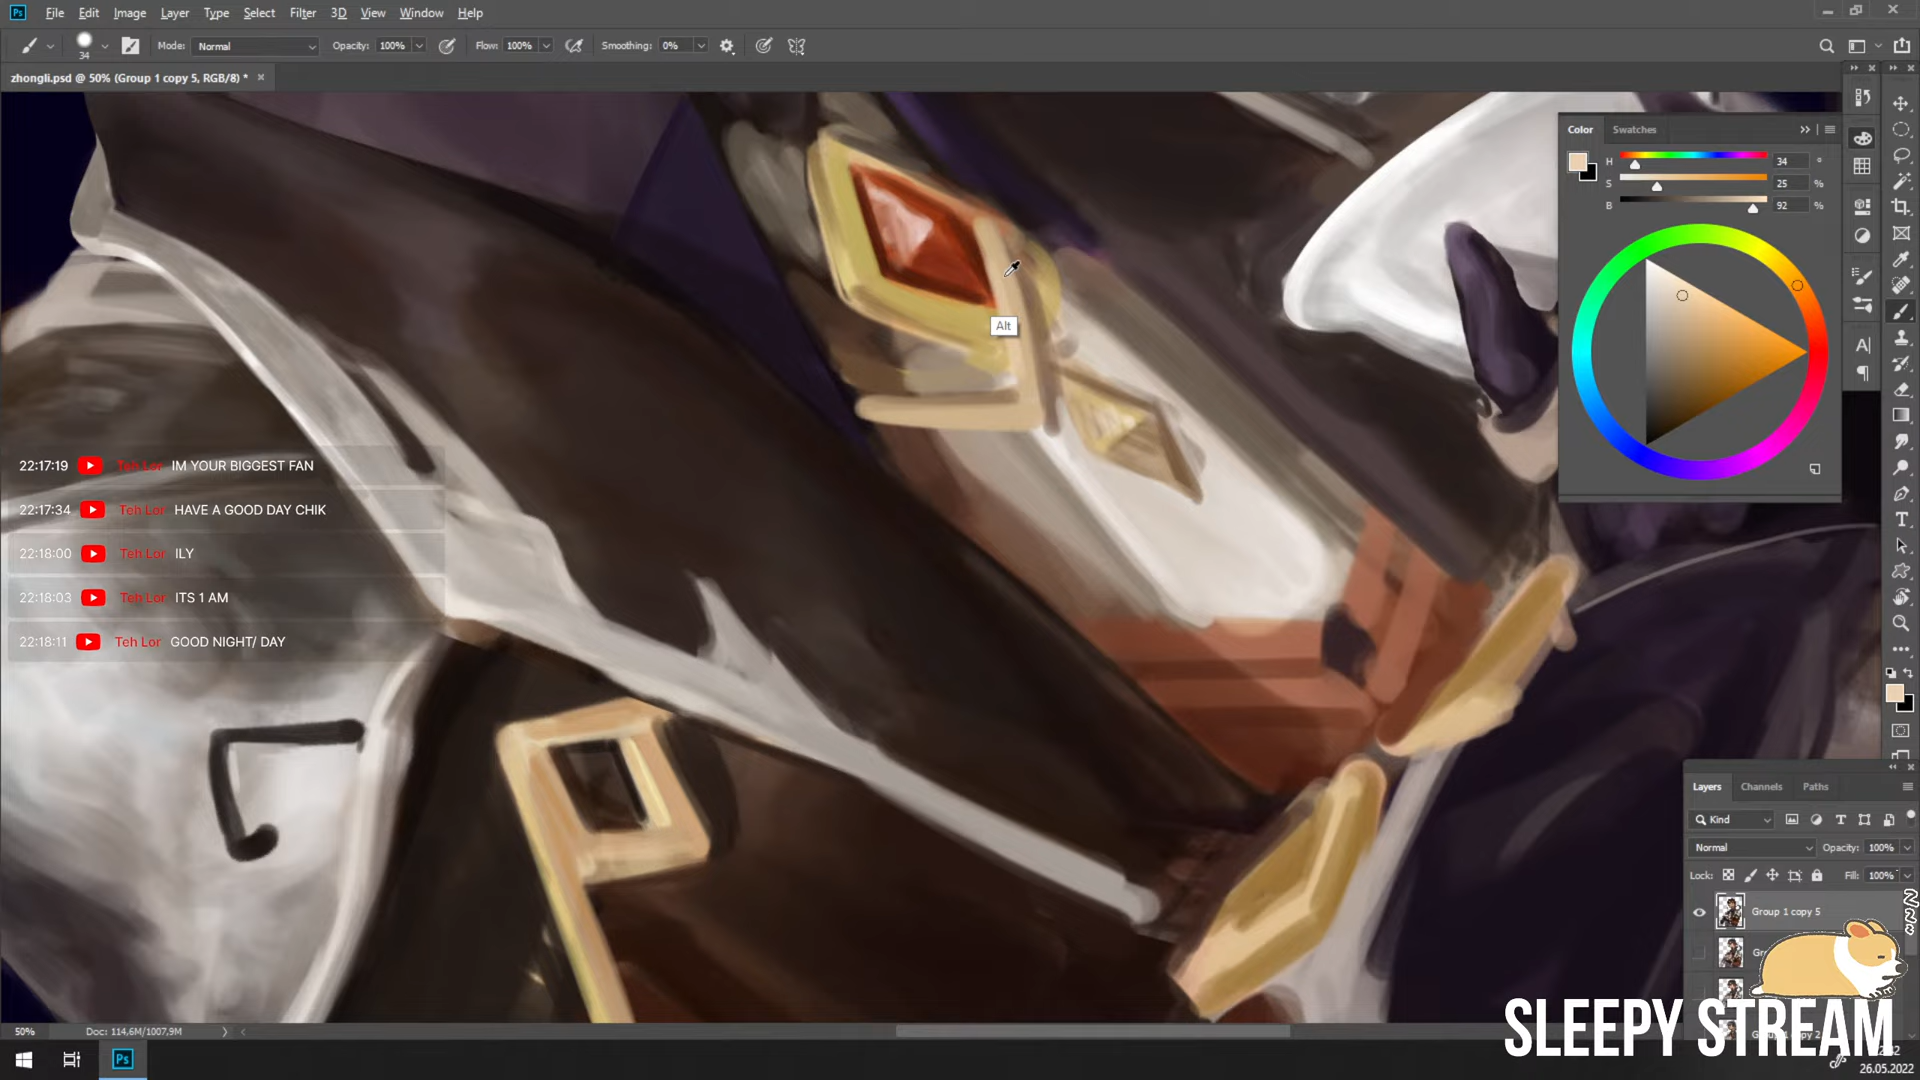 Ps File Edit Image Layer Type Select Filter 3D View Window Help
34 Mode: Normal Opacity: 100% Flow: 100% Smoothing: 0%
zhongli.psd @ 50% (Group 1 copy 5, RGB/8) * ×
Color Swatches
H 34 °
S 25 %
B 92 %
Alt
22:17:19 Teh Lor IM YOUR BIGGEST FAN
22:17:34 Teh Lor HAVE A GOOD DAY CHIK
22:18:00 Teh Lor ILY
22:18:03 Teh Lor ITS 1 AM
22:18:11 Teh Lor GOOD NIGHT/ DAY
Layers Channels Paths
Kind
Normal Opacity: 100%
Lock: Fill: 100%
Group 1 copy 5
SLEEPY STREAM
50% Doc: 114,6M/1007,9M
Ps
26.05.2022